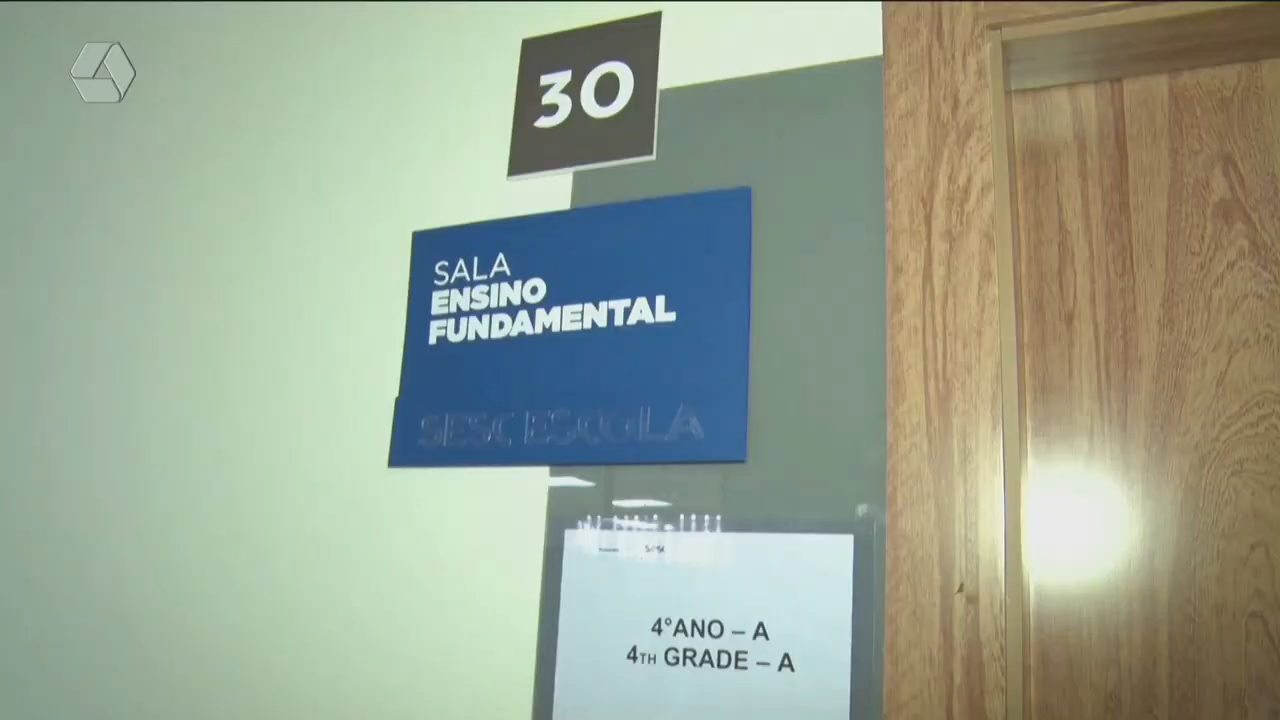 30
SALA
ENSINO
FUNDAMENTAL
SESC ESCOLA
4°ANO – A
4TH GRADE – A